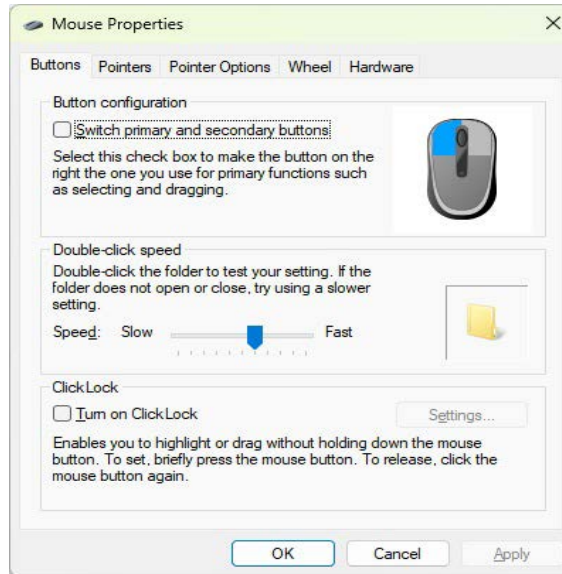 Mouse Properties
Buttons Pointers Pointer Options Wheel Hardware
Button configuration
Switch primary and secondary buttons
Select this check box to make the button on the
right the one you use for primary functions such
as selecting and dragging.
Double-click speed
Double-click the folder to test your setting. If the
folder does not open or close, try using a slower
setting.
Speed: Slow Fast
ClickLock
Turn on ClickLock Settings...
Enables you to highlight or drag without holding down the mouse
button. To set, briefly press the mouse button. To release, click the
mouse button again.
OK Cancel Apply